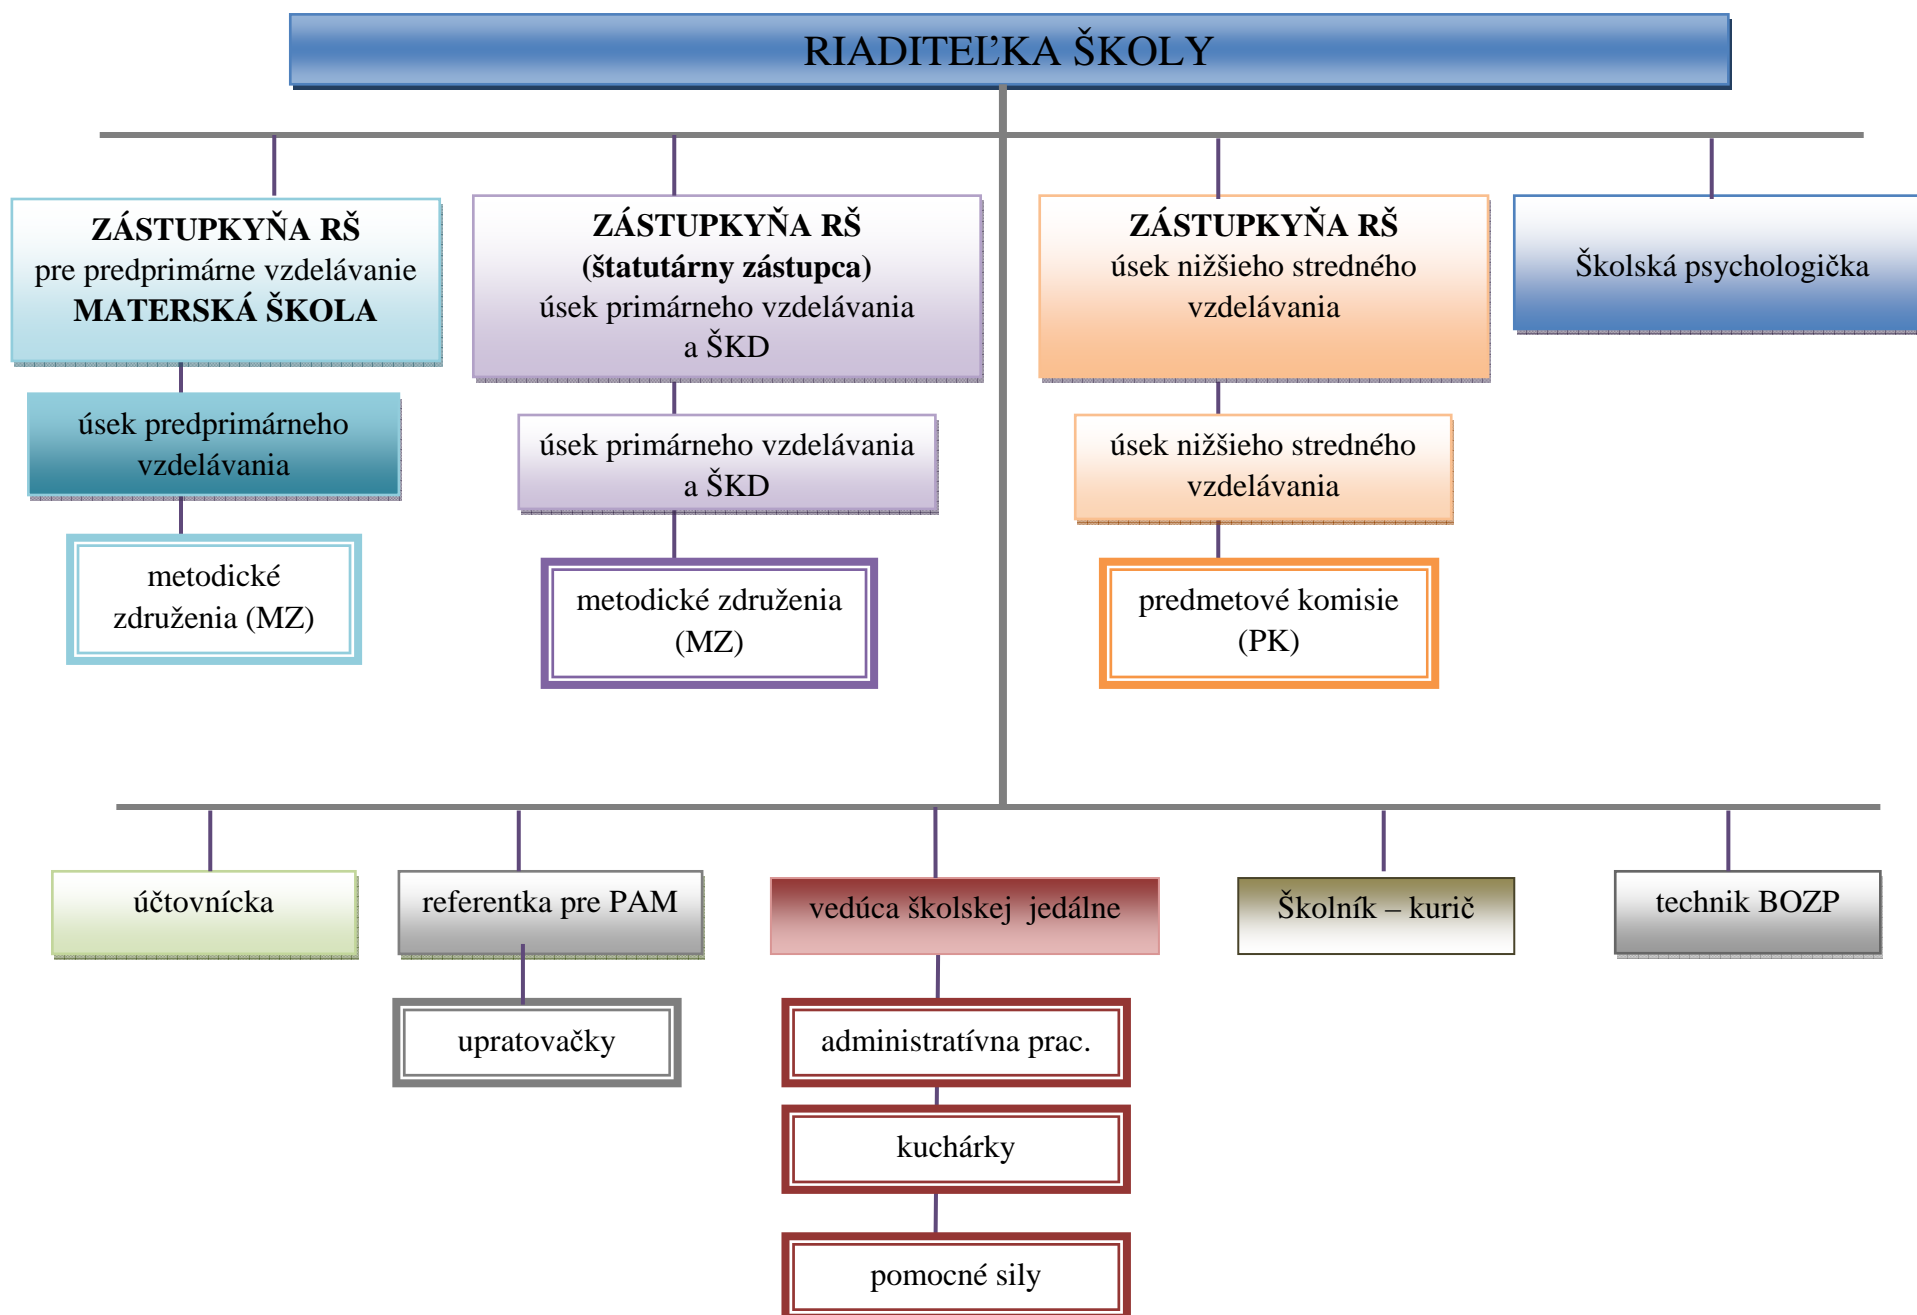 RIADITEĽKA ŠKOLY
ZÁSTUPKYŇA RŠ
pre predprimárne vzdelávanie
MATERSKÁ ŠKOLA
ZÁSTUPKYŇA RŠ
(štatutárny zástupca)
úsek primárneho vzdelávania
a ŠKD
ZÁSTUPKYŇA RŠ
úsek nižšieho stredného
vzdelávania
Školská psychologička
úsek predprimárneho
vzdelávania
úsek primárneho vzdelávania
a ŠKD
úsek nižšieho stredného
vzdelávania
metodické
združenia (MZ)
metodické združenia
(MZ)
predmetové komisie
(PK)
účtovnícka
referentka pre PAM
vedúca školskej jedálne
Školník – kurič
technik BOZP
upratovačky
administratívna prac.
kuchárky
pomocné sily